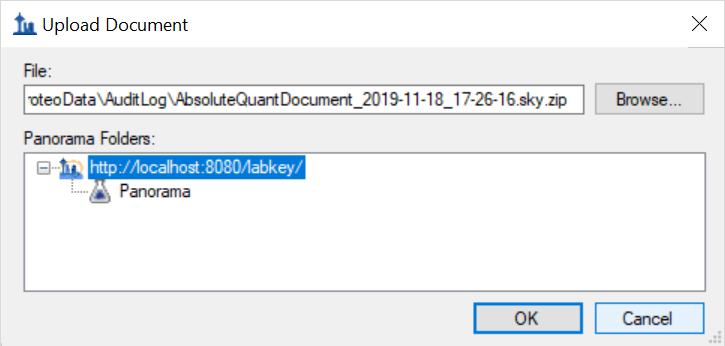 Upload Document
File:
roteoData\AuditLog\AbsoluteQuantDocument_2019-11-18_17-26-16.sky.zip
Browse...
Panorama Folders:
http://localhost:8080/labkey/
Panorama
OK
Cancel